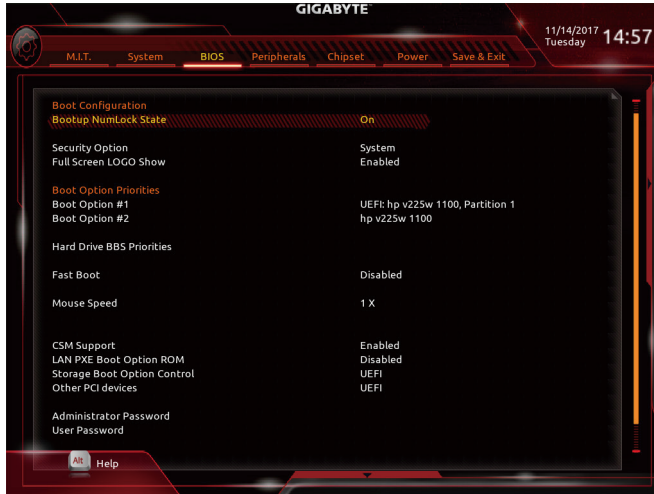 GIGABYTE
11/14/2017 14:57
Tuesday
M.I.T. System BIOS Peripherals Chipset Power Save & Exit
Boot Configuration
Bootup NumLock State On
Security Option System
Full Screen LOGO Show Enabled
Boot Option Priorities
Boot Option #1 UEFI: hp v225w 1100, Partition 1
Boot Option #2 hp v225w 1100
Hard Drive BBS Priorities
Fast Boot Disabled
Mouse Speed 1 X
CSM Support Enabled
LAN PXE Boot Option ROM Disabled
Storage Boot Option Control UEFI
Other PCI devices UEFI
Administrator Password
User Password
Alt Help